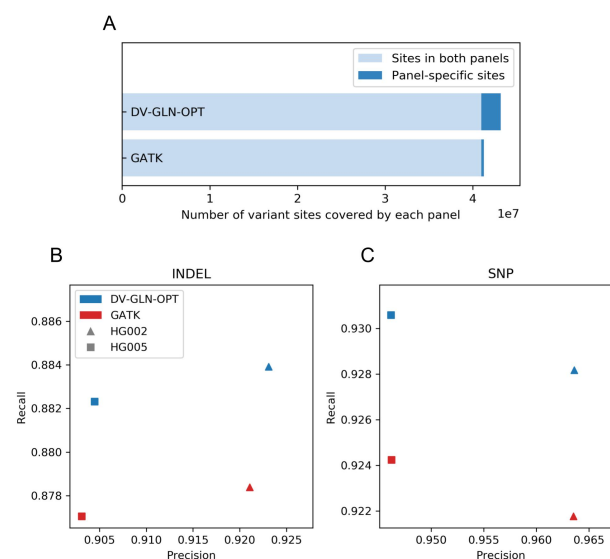 A
Sites in both panels
Panel-specific sites
DV-GLN-OPT
GATK
0 1 2 3 4
1e7
Number of variant sites covered by each panel
B
INDEL
DV-GLN-OPT
GATK
HG002
HG005
0.886
0.884
0.882
0.880
0.878
Recall
0.905 0.910 0.915 0.920 0.925
Precision
C
SNP
0.930
0.928
0.926
0.924
0.922
Recall
0.950 0.955 0.960 0.965
Precision